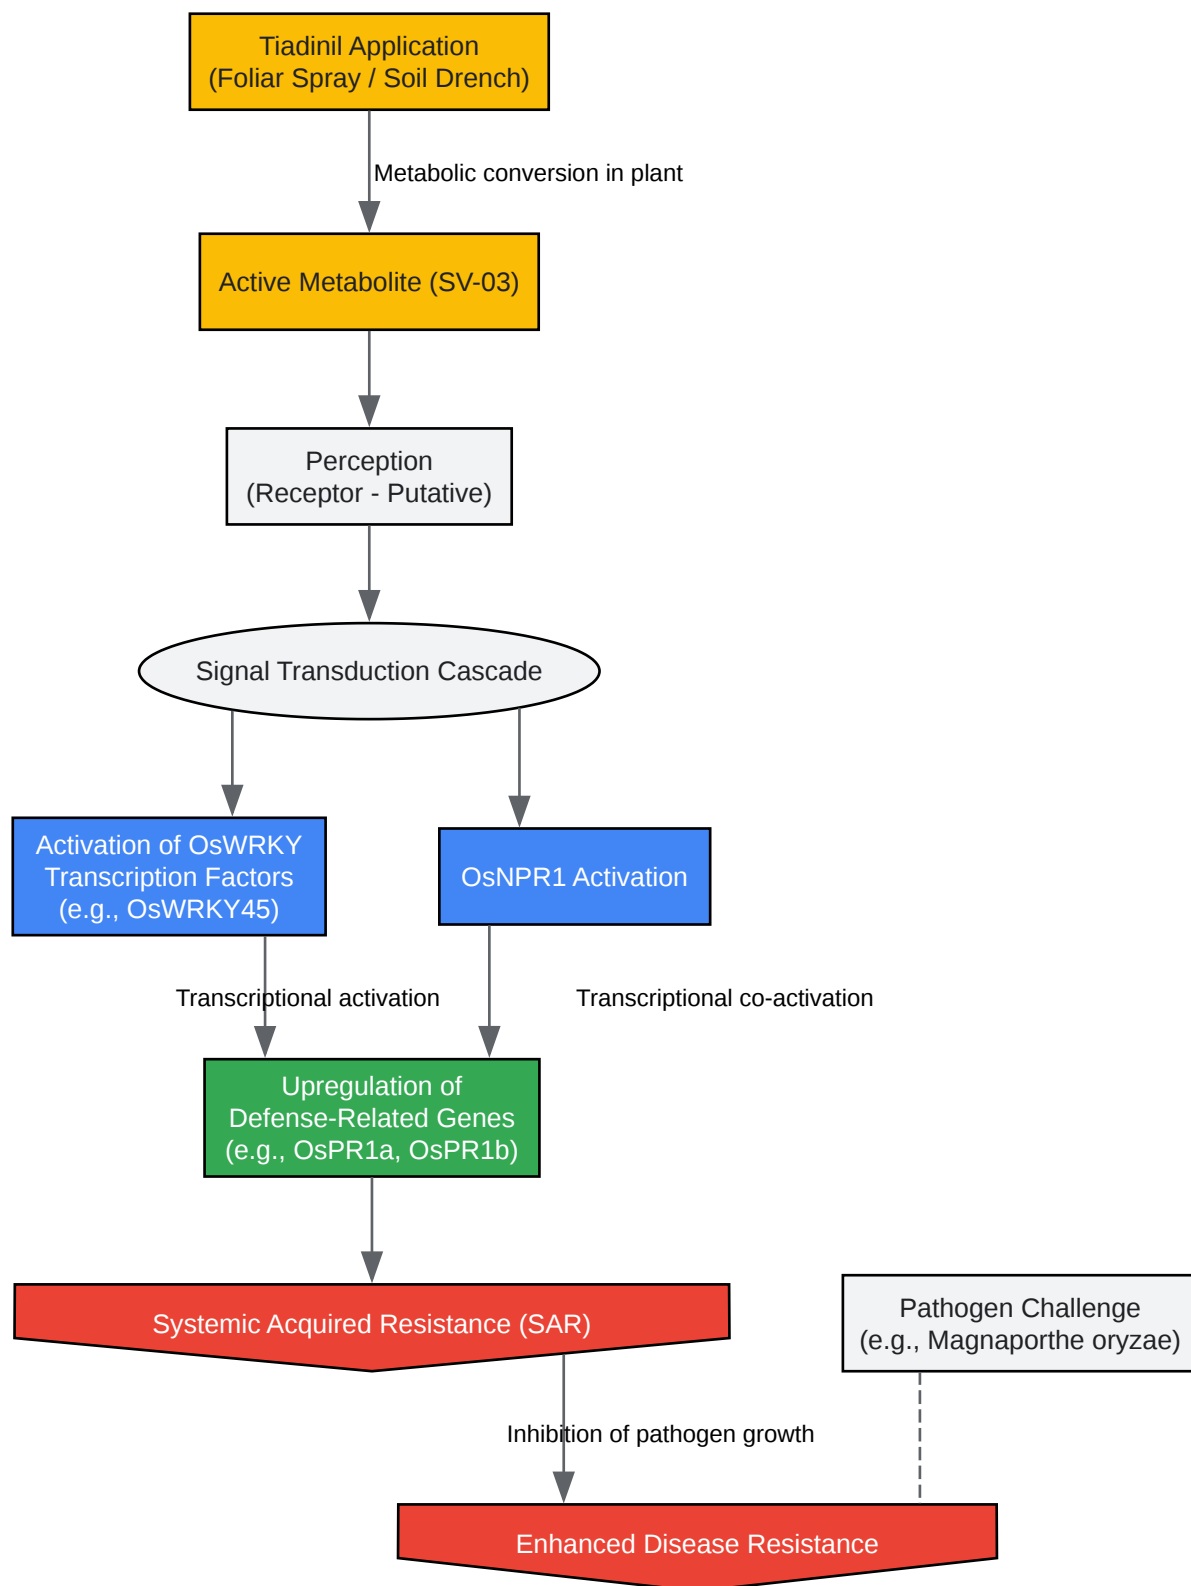 Tiadinil Application
(Foliar Spray / Soil Drench)
Metabolic conversion in plant
Active Metabolite (SV-03)
Perception
(Receptor - Putative)
Signal Transduction Cascade
Activation of OsWRKY
Transcription Factors
(e.g., OsWRKY45)
OsNPR1 Activation
Transcriptional activation
Transcriptional co-activation
Upregulation of
Defense-Related Genes
(e.g., OsPR1a, OsPR1b)
Systemic Acquired Resistance (SAR)
Pathogen Challenge
(e.g., Magnaporthe oryzae)
Inhibition of pathogen growth
Enhanced Disease Resistance